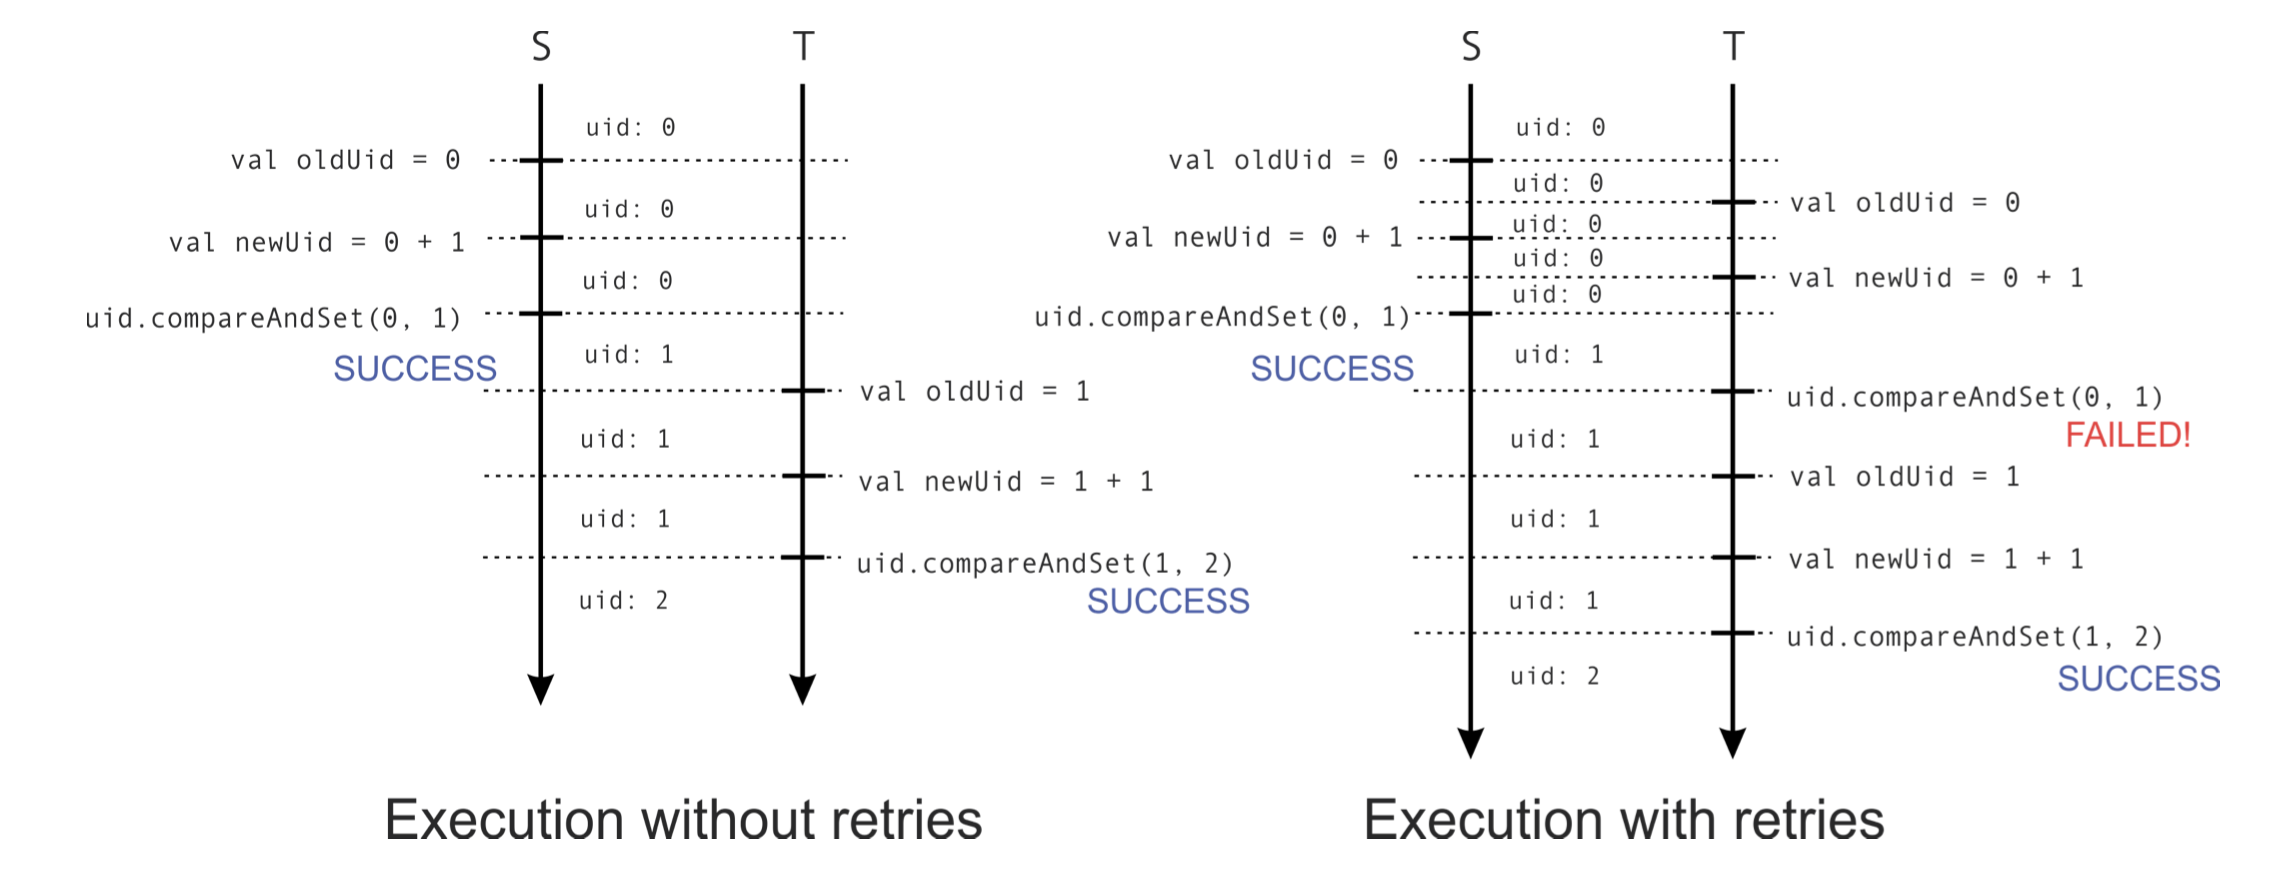 S T
uid: 0
val oldUid = 0
uid: 0
val newUid = 0 + 1
uid: 0
uid.compareAndSet(0, 1)
SUCCESS
uid: 1
val oldUid = 1
uid: 1
val newUid = 1 + 1
uid: 1
uid.compareAndSet(1, 2)
SUCCESS
uid: 2
Execution without retries
S T
uid: 0
val oldUid = 0
uid: 0
val oldUid = 0
uid: 0
val newUid = 0 + 1
uid: 0
val newUid = 0 + 1
uid: 0
uid.compareAndSet(0, 1)
SUCCESS
uid: 1
uid.compareAndSet(0, 1)
FAILED!
uid: 1
val oldUid = 1
uid: 1
val newUid = 1 + 1
uid: 1
uid.compareAndSet(1, 2)
SUCCESS
uid: 2
Execution with retries